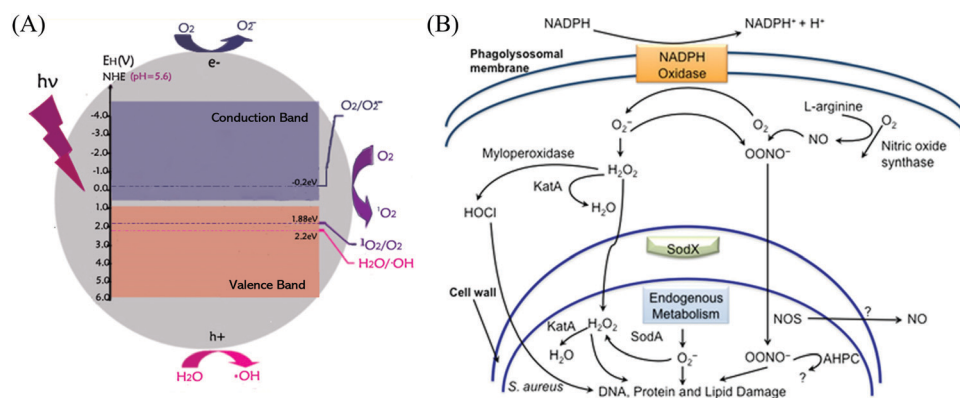 (A)
O₂ O₂⁻
e-
EH(V)
NHE (pH=5.6)
hν
-4.0
-3.0
-2.0
-1.0
0.0
1.0
2.0
3.0
4.0
5.0
6.0
Conduction Band
-0.2eV
O₂/O₂⁻
O₂
¹O₂
1.88eV
¹O₂/O₂
2.2eV
H₂O/·OH
Valence Band
h+
H₂O ·OH
(B)
NADPH NADPH⁺ + H⁺
Phagolysosomal
membrane
NADPH
Oxidase
L-arginine
O₂⁻ O₂ NO O₂
OONO⁻
Nitric oxide
synthase
Myloperoxidase
H₂O₂
KatA
H₂O
HOCl
SodX
Cell wall
Endogenous
Metabolism
NOS ? NO
KatA H₂O₂
SodA
H₂O
O₂⁻
OONO⁻ AHPC
?
S. aureus
DNA, Protein and Lipid Damage